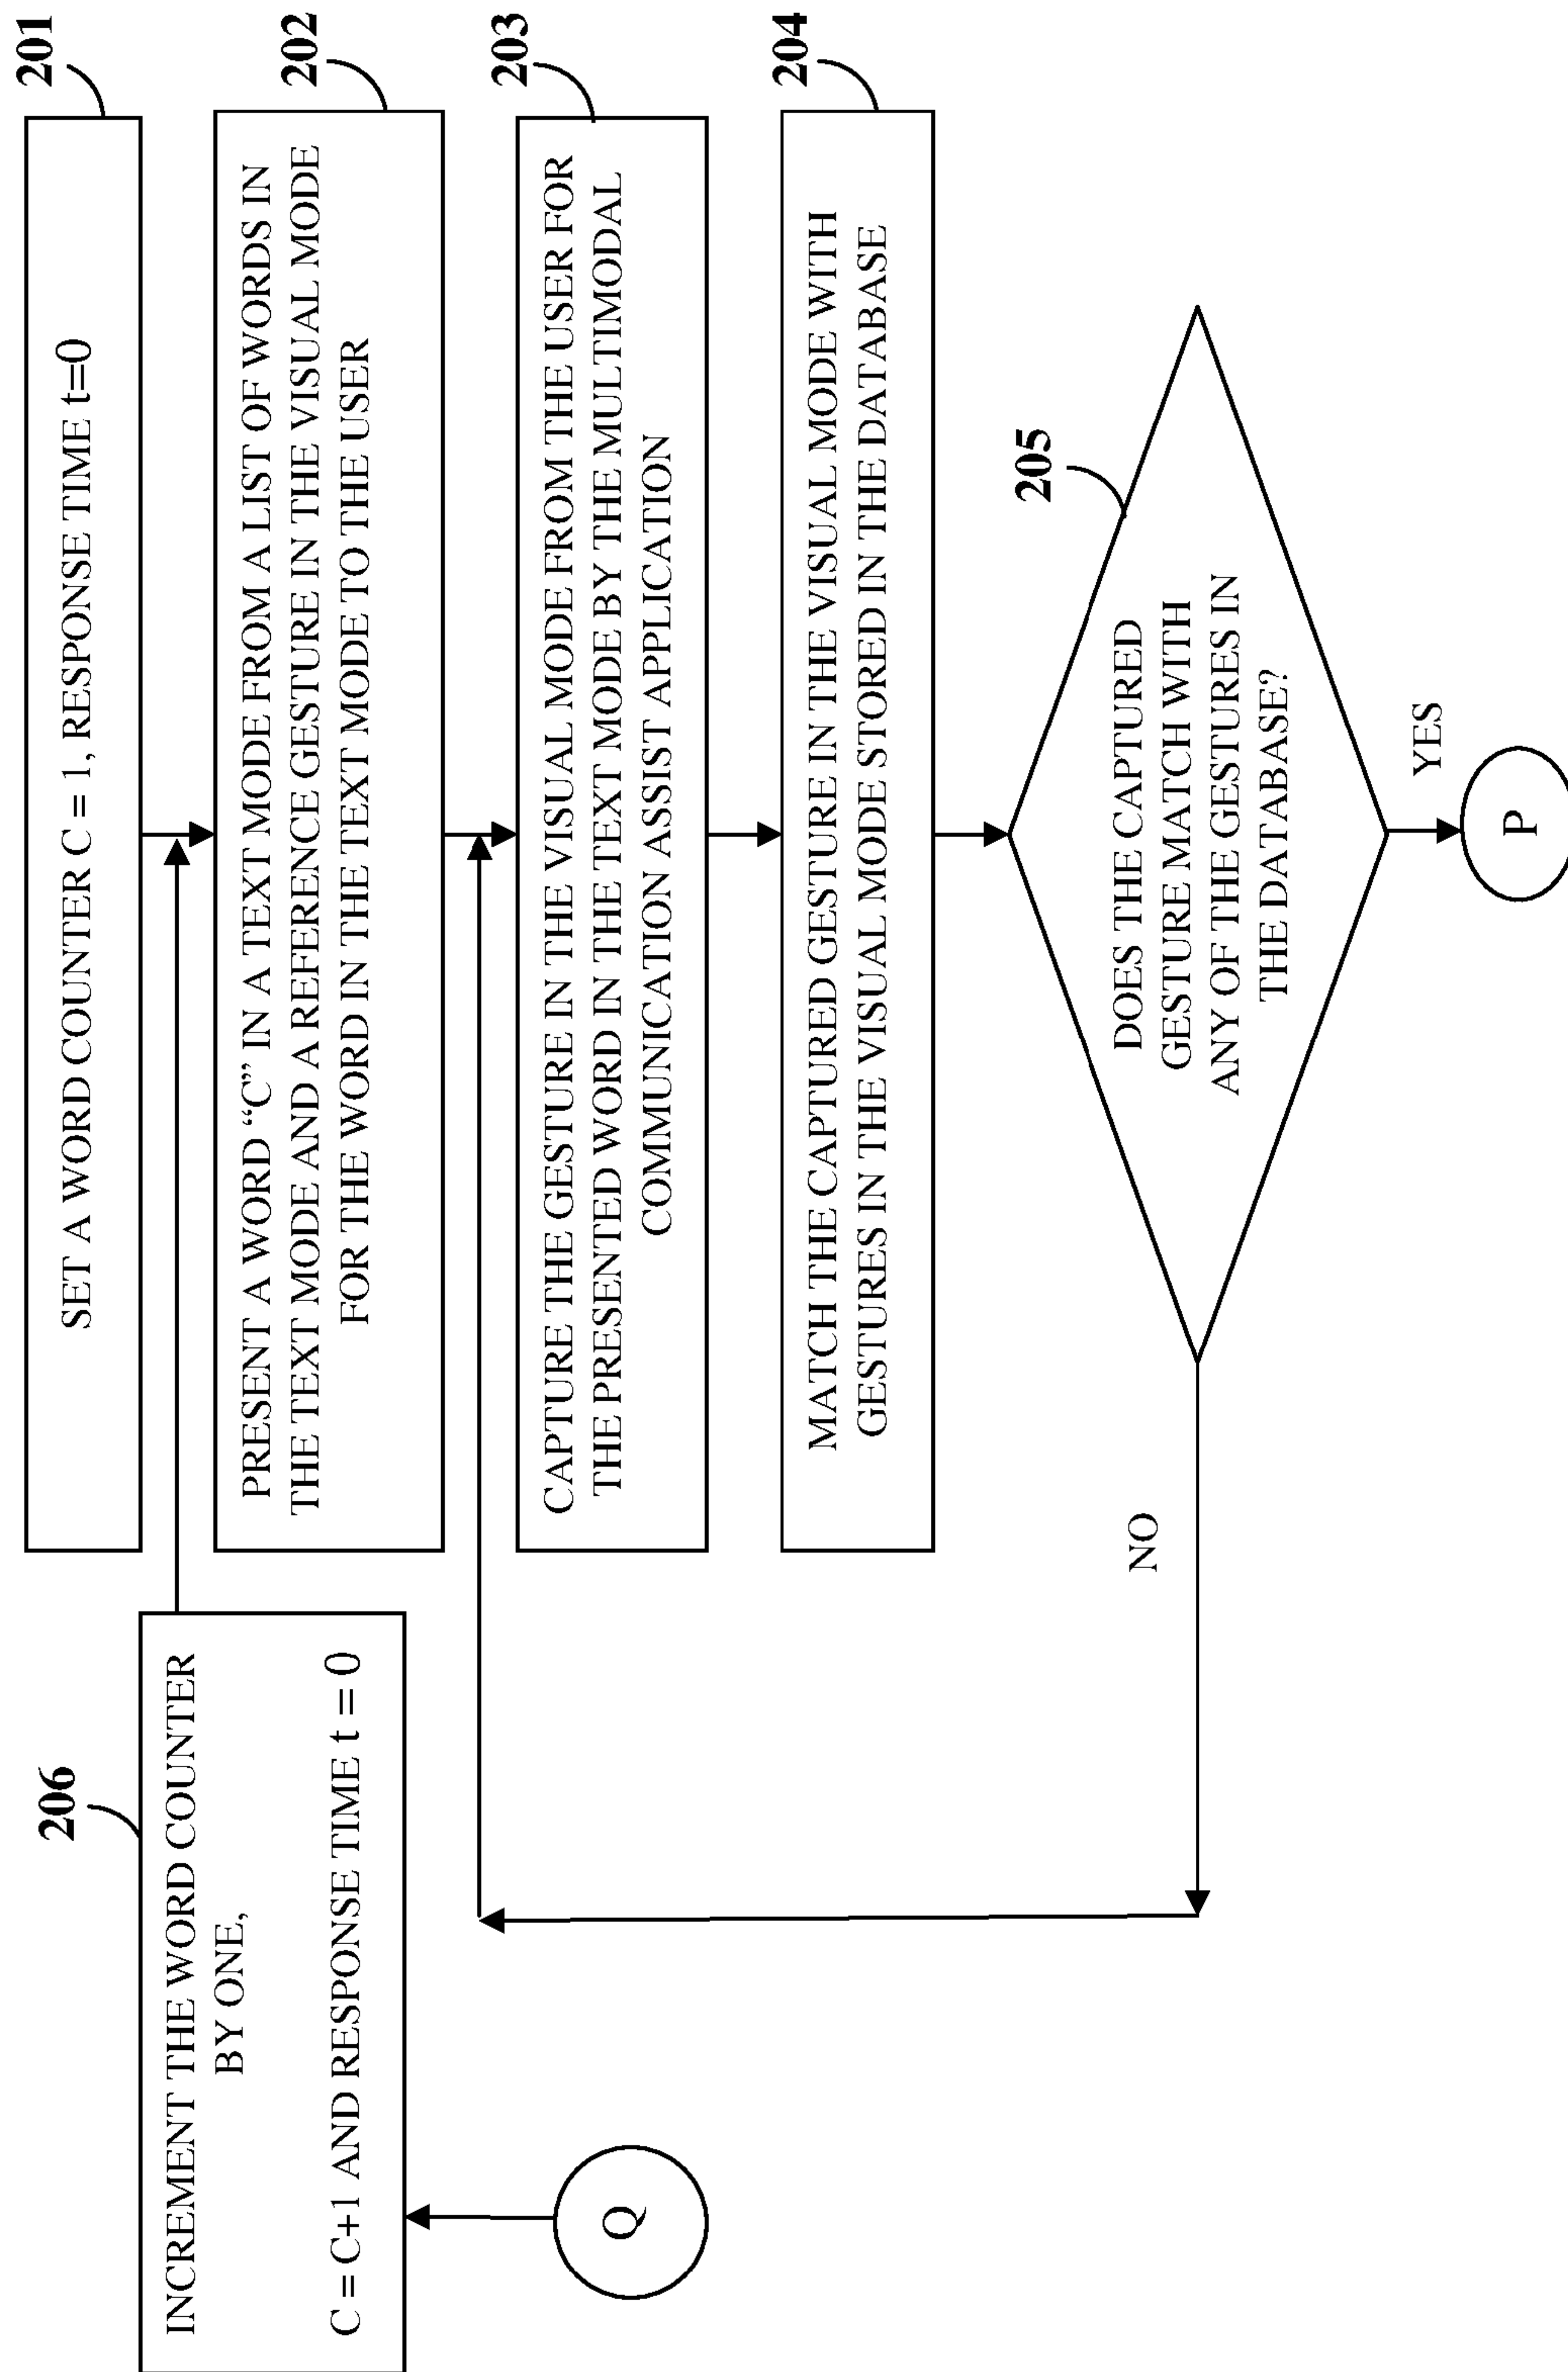 201
SET A WORD COUNTER C = 1, RESPONSE TIME t=0
202
PRESENT A WORD “C” IN A TEXT MODE FROM A LIST OF WORDS IN
THE TEXT MODE AND A REFERENCE GESTURE IN THE VISUAL MODE
FOR THE WORD IN THE TEXT MODE TO THE USER
203
CAPTURE THE GESTURE IN THE VISUAL MODE FROM THE USER FOR
THE PRESENTED WORD IN THE TEXT MODE BY THE MULTIMODAL
COMMUNICATION ASSIST APPLICATION
204
MATCH THE CAPTURED GESTURE IN THE VISUAL MODE WITH
GESTURES IN THE VISUAL MODE STORED IN THE DATABASE
205
DOES THE CAPTURED
GESTURE MATCH WITH
ANY OF THE GESTURES IN
THE DATABASE?
NO
YES
P
206
INCREMENT THE WORD COUNTER
BY ONE,
C = C+1 AND RESPONSE TIME t = 0
Q